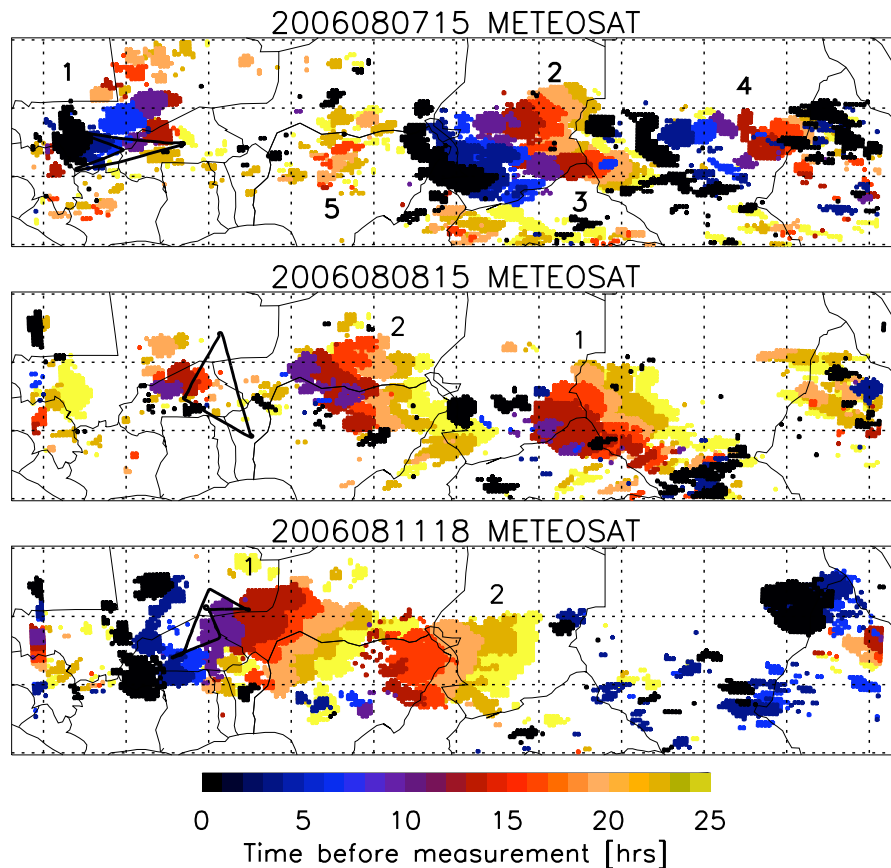 2006080715 METEOSAT
1 2 4
5 3
2006080815 METEOSAT
2 1
2006081118 METEOSAT
1 2
0 5 10 15 20 25
Time before measurement [hrs]